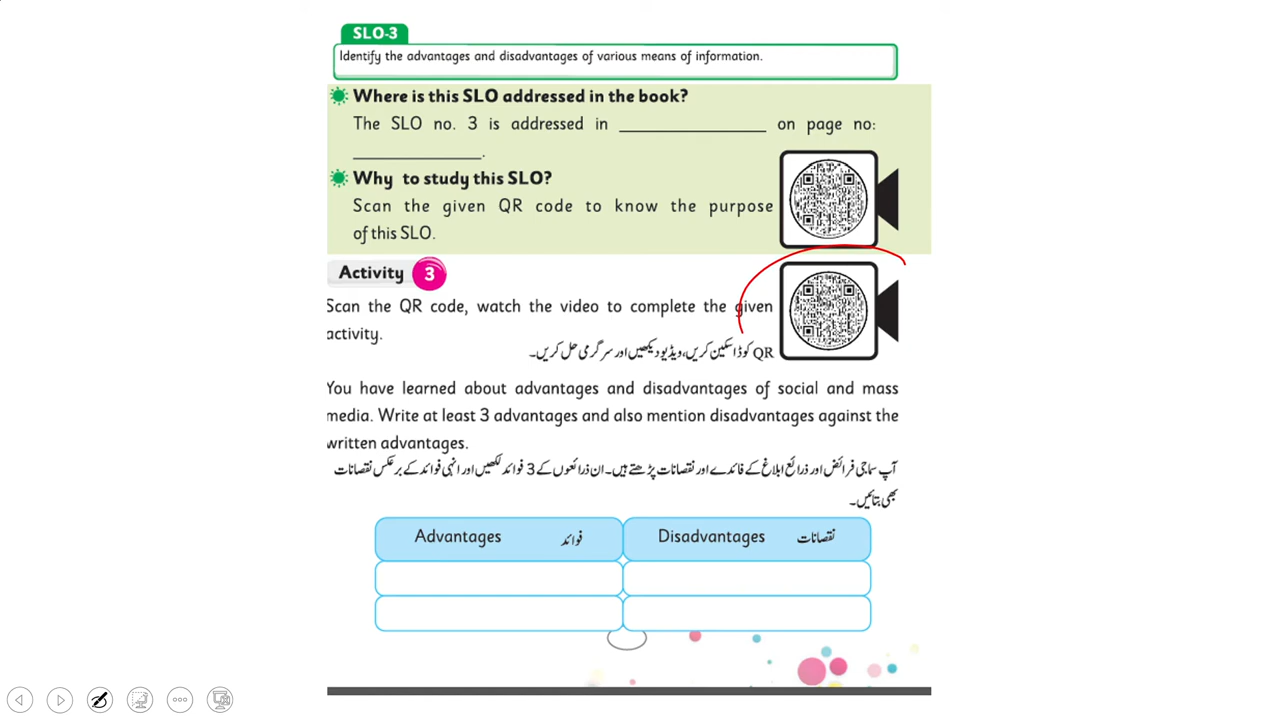 SLO-3
Identify the advantages and disadvantages of various means of information.
Where is this SLO addressed in the book?
The SLO no. 3 is addressed in ________________ on page no:
________________.
Why to study this SLO?
Scan the given QR code to know the purpose
of this SLO.
Activity 3
Scan the QR code, watch the video to complete the given
activity.
QR کوڈ اسکین کریں، ویڈیو دیکھیں اور سرگرمی حل کریں۔
You have learned about advantages and disadvantages of social and mass
media. Write at least 3 advantages and also mention disadvantages against the
written advantages.
آپ سماجی فرائض اور ذرائع ابلاغ کے فائدے اور نقصانات پڑھتے ہیں۔ ان ذرائعوں کے 3 فوائد لکھیں اور انہی فوائد کے برعکس نقصانات
بھی بتائیں۔
Advantages فوائد Disadvantages نقصانات